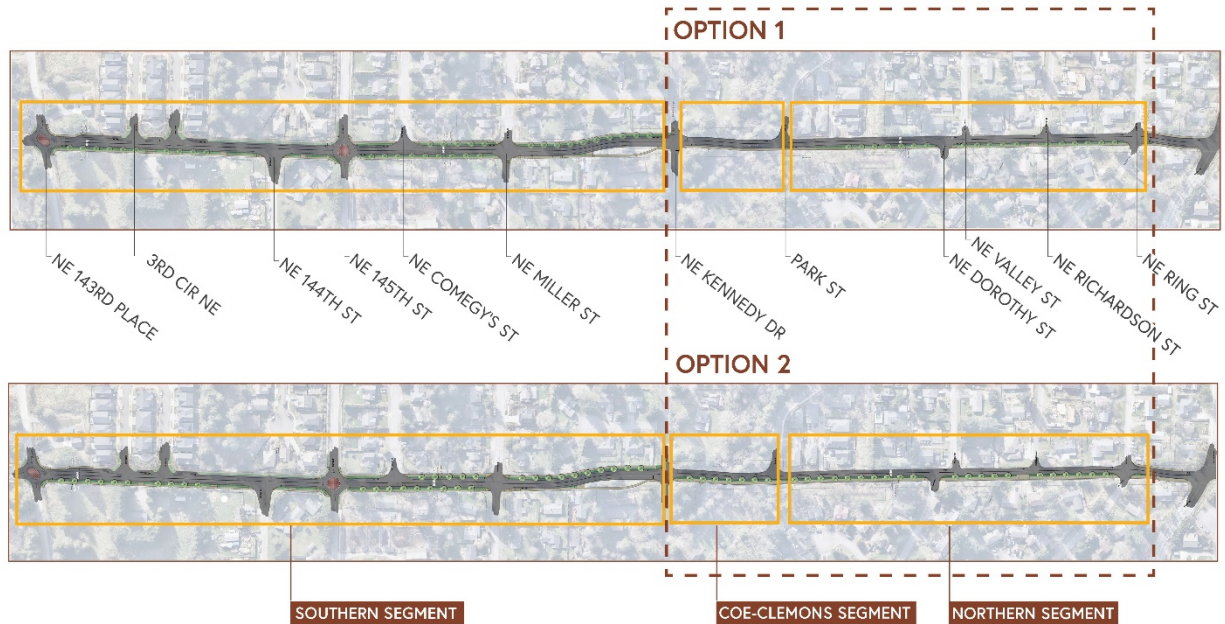 OPTION 1
NE 143RD PLACE
3RD CIR NE
NE 144TH ST
NE 145TH ST
NE COMEGY'S ST
NE MILLER ST
NE KENNEDY DR
PARK ST
NE DOROTHY ST
NE VALLEY ST
NE RICHARDSON ST
NE RING ST
OPTION 2
SOUTHERN SEGMENT
COE-CLEMONS SEGMENT
NORTHERN SEGMENT